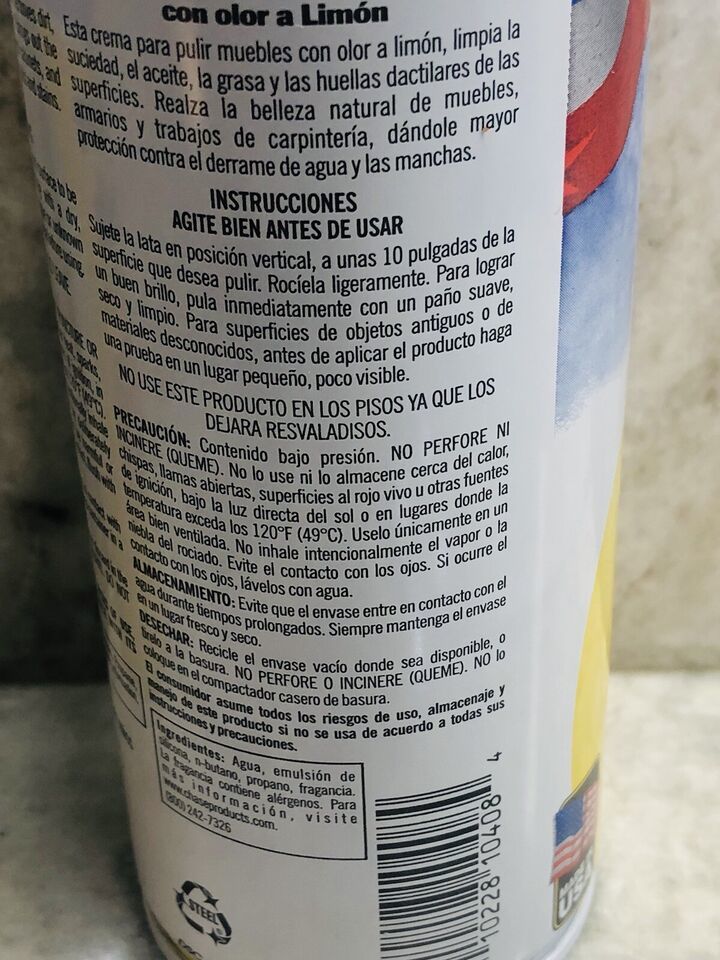 con olor a Limón
Esta crema para pulir muebles con olor a limón, limpia la
suciedad, el aceite, la grasa y las huellas dactilares de las
superficies. Realza la belleza natural de muebles,
armarios y trabajos de carpintería, dándole mayor
protección contra el derrame de agua y las manchas.
INSTRUCCIONES
AGITE BIEN ANTES DE USAR
Sujete la lata en posición vertical, a unas 10 pulgadas de la
superficie que desea pulir. Rocíela ligeramente. Para lograr
un buen brillo, pula inmediatamente con un paño suave,
seco y limpio. Para superficies de objetos antiguos o de
materiales desconocidos, antes de aplicar el producto haga
una prueba en un lugar pequeño, poco visible.
NO USE ESTE PRODUCTO EN LOS PISOS YA QUE LOS
DEJARA RESVALADISOS.
PRECAUCIÓN: Contenido bajo presión. NO PERFORE NI
INCINERE (QUEME). No lo use ni lo almacene cerca del calor,
chispas, llamas abiertas, superficies al rojo vivo u otras fuentes
de ignición, bajo la luz directa del sol o en lugares donde la
temperatura exceda los 120°F (49°C). Uselo únicamente en un
área bien ventilada. No inhale intencionalmente el vapor o la
niebla del rociado. Evite el contacto con los ojos. Si ocurre el
contacto con los ojos, lávelos con agua.
ALMACENAMIENTO: Evite que el envase entre en contacto con el
agua durante tiempos prolongados. Siempre mantenga el envase
en un lugar fresco y seco.
DESECHAR: Recicle el envase vacío donde sea disponible, o
tírelo a la basura. NO PERFORE O INCINERE (QUEME). NO lo
coloque en el compactador casero de basura.
El consumidor asume todos los riesgos de uso, almacenaje y
manejo de este producto si no se usa de acuerdo a todas sus
instrucciones y precauciones.
Ingredientes: Agua, emulsión de
silicona, n-butano, propano, fragancia.
La fragancia contiene alérgenos. Para
más información, visite
www.chaseproducts.com.
(800) 242-7326
STEEL
10228 10408 4
USA